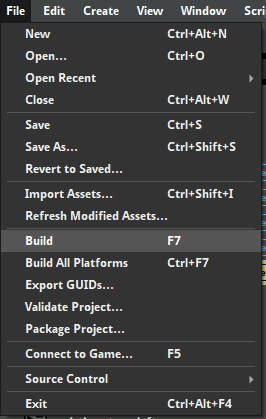 File Edit Create View Window Scri
New Ctrl+Alt+N
Open... Ctrl+O
Open Recent
Close Ctrl+Alt+W
Save Ctrl+S
Save As... Ctrl+Shift+S
Revert to Saved...
Import Assets... Ctrl+Shift+I
Refresh Modified Assets...
Build F7
Build All Platforms Ctrl+F7
Export GUIDs...
Validate Project...
Package Project...
Connect to Game... F5
Source Control
Exit Ctrl+Alt+F4